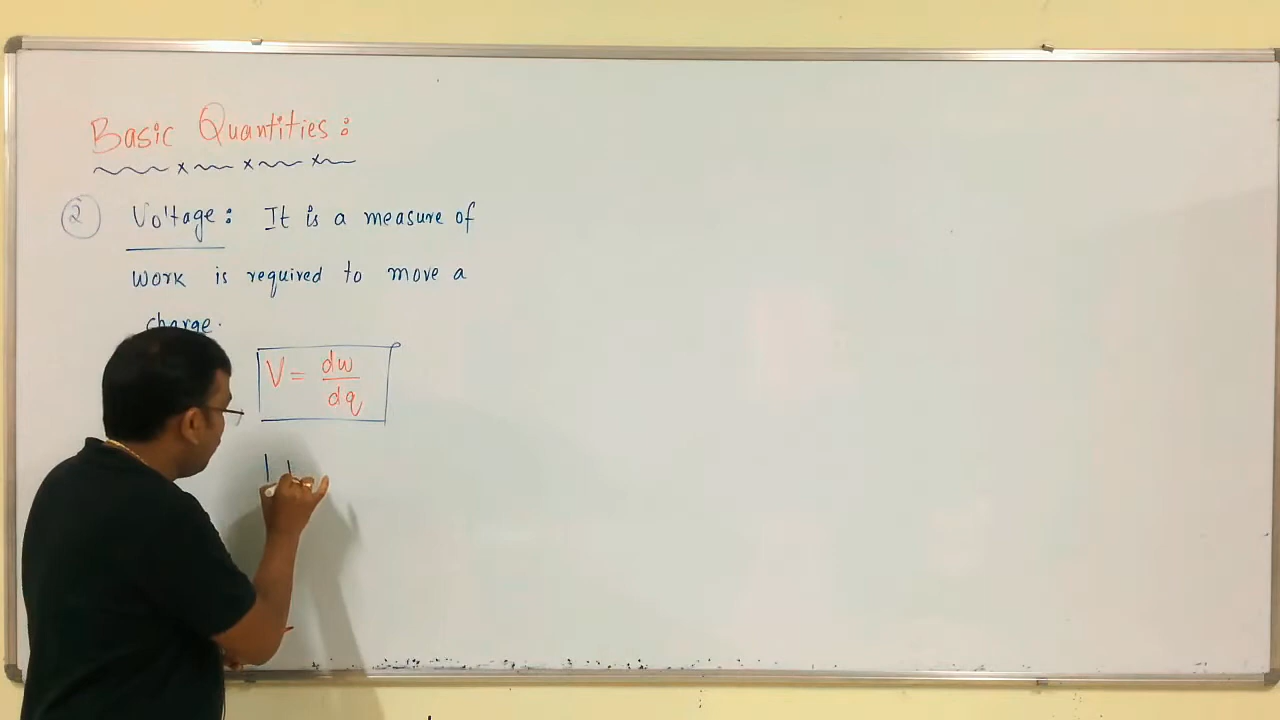 Basic Quantities:
② Voltage: It is a measure of
work is required to move a
charge.
V = dw/dq